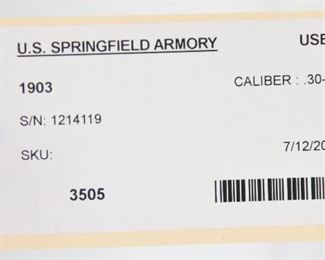 U.S. SPRINGFIELD ARMORY USE
1903 CALIBER : .30-
S/N: 1214119
SKU: 7/12/20
3505